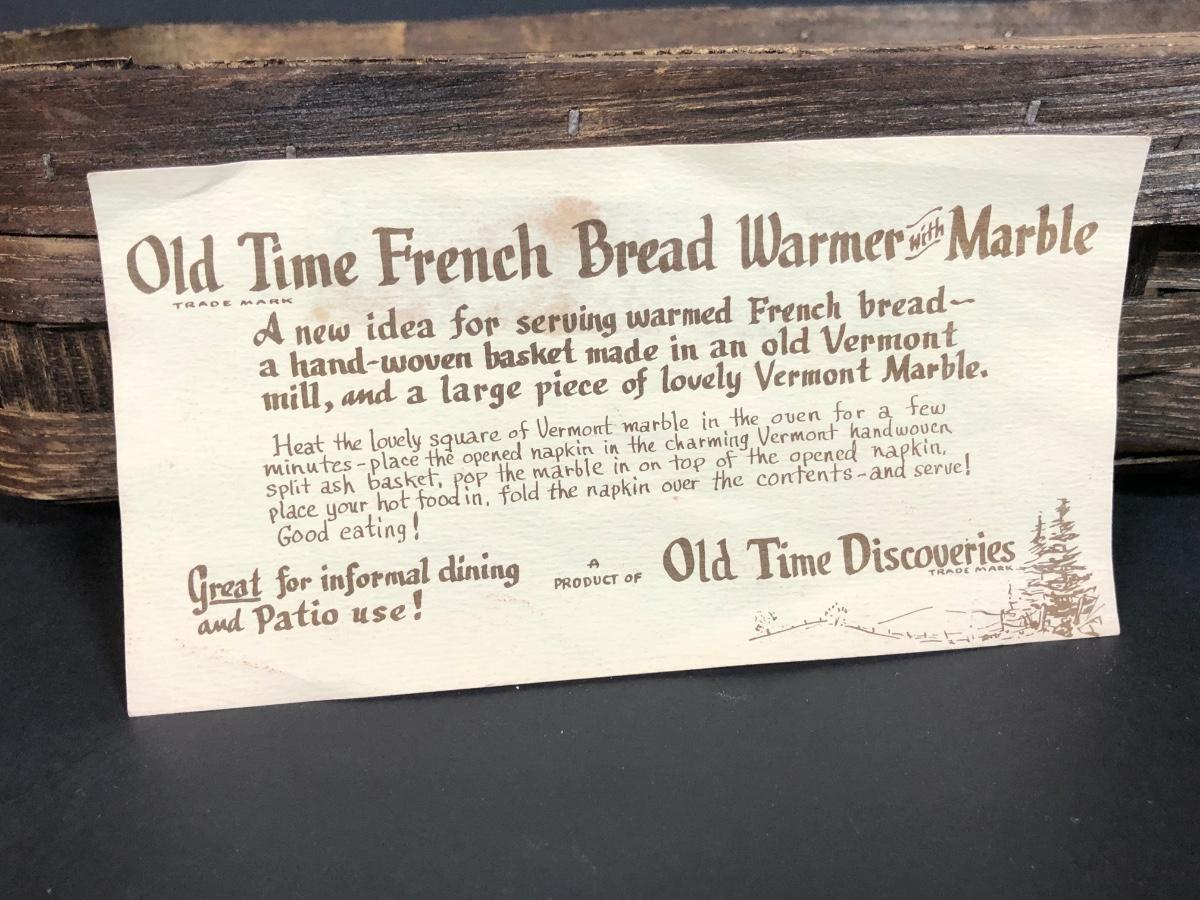 Old Time French Bread Warmer with Marble
TRADE MARK
A new idea for serving warmed French bread~
a hand-woven basket made in an old Vermont
mill, and a large piece of lovely Vermont Marble.
Heat the lovely square of Vermont marble in the oven for a few
minutes-place the opened napkin in the charming Vermont handwoven
split ash basket, pop the marble in on top of the opened napkin,
place your hot food in, fold the napkin over the contents-and serve!
Good eating!
Great for informal dining
and Patio use!
A
PRODUCT OF
Old Time Discoveries
TRADE MARK